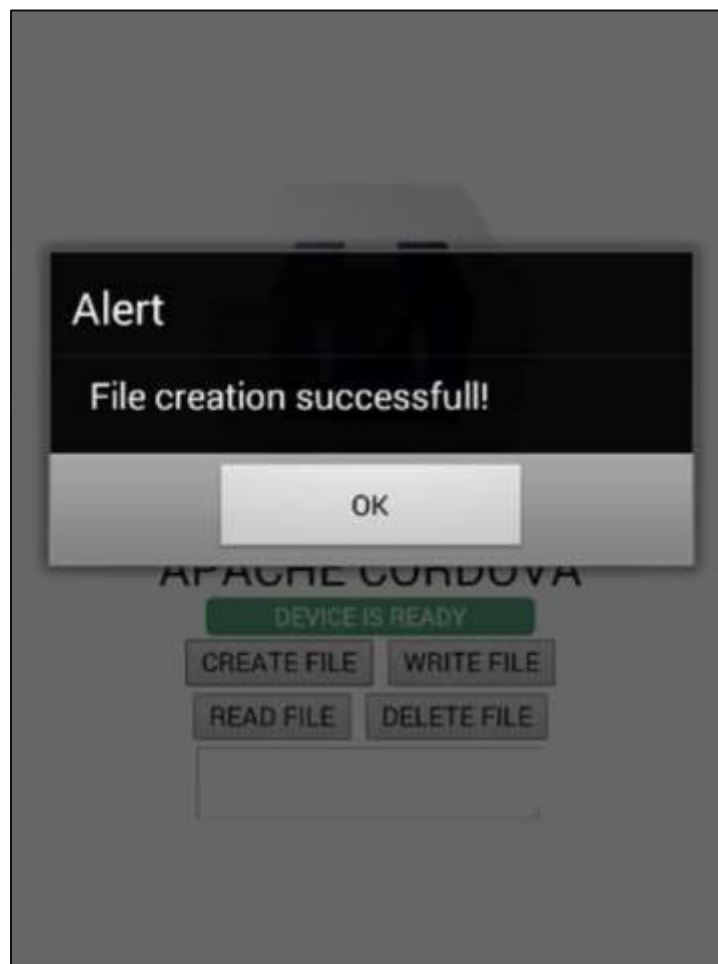 Alert
File creation successfull!
OK
APACHE CORDOVA
DEVICE IS READY
CREATE FILE WRITE FILE
READ FILE DELETE FILE